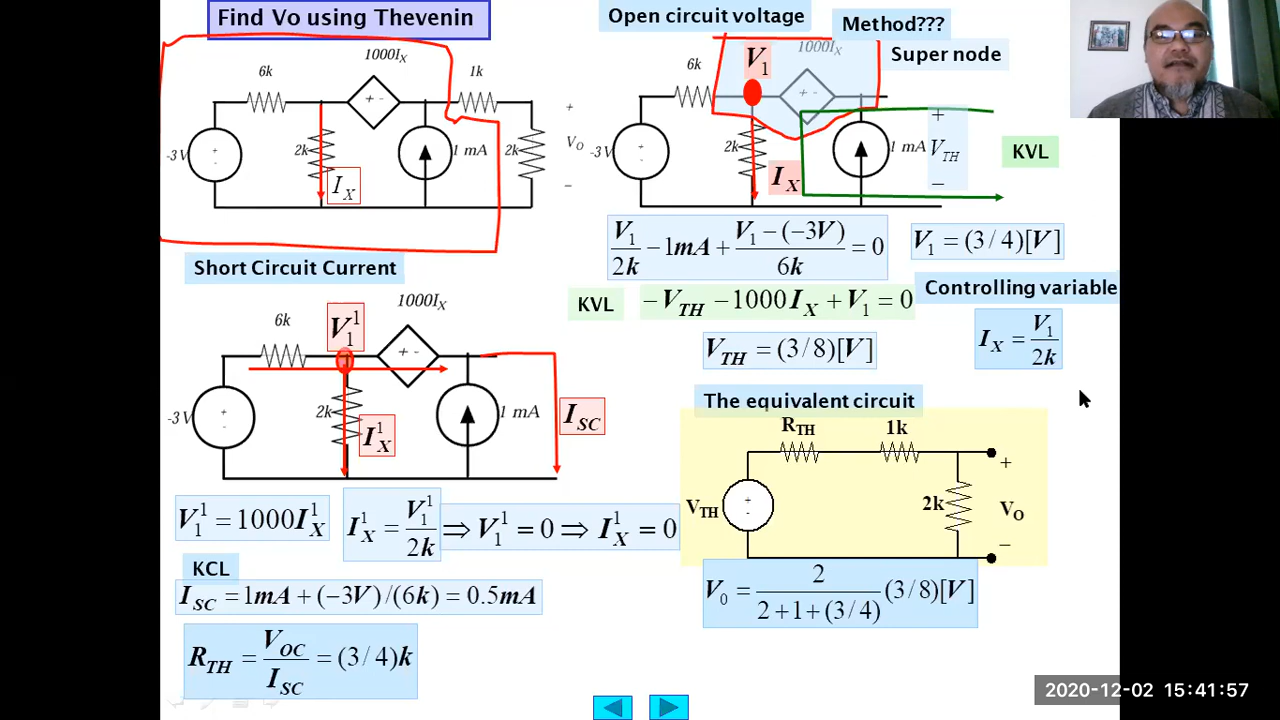 Find Vo using Thevenin
1000I_X
6k
1k
-3V
2k
I_X
1 mA
2k
+
V_O
−
Open circuit voltage
Method???
Super node
V_1
1000I_X
6k
-3V
2k
I_X
1 mA
+
V_TH
−
KVL
V_1/2k − 1mA + (V_1 − (−3V))/6k = 0
V_1 = (3/4)[V]
KVL
−V_TH − 1000I_X + V_1 = 0
Controlling variable
V_TH = (3/8)[V]
I_X = V_1/2k
Short Circuit Current
1000I_X
6k
V_1^1
-3V
2k
I_X^1
1 mA
I_SC
V_1^1 = 1000I_X^1
I_X^1 = V_1^1/2k ⇒ V_1^1 = 0 ⇒ I_X^1 = 0
KCL
I_SC = 1mA + (−3V)/(6k) = 0.5mA
R_TH = V_OC/I_SC = (3/4)k
The equivalent circuit
R_TH
1k
V_TH
2k
+
V_O
−
V_0 = 2/(2+1+(3/4)) (3/8)[V]
2020-12-02 15:41:57